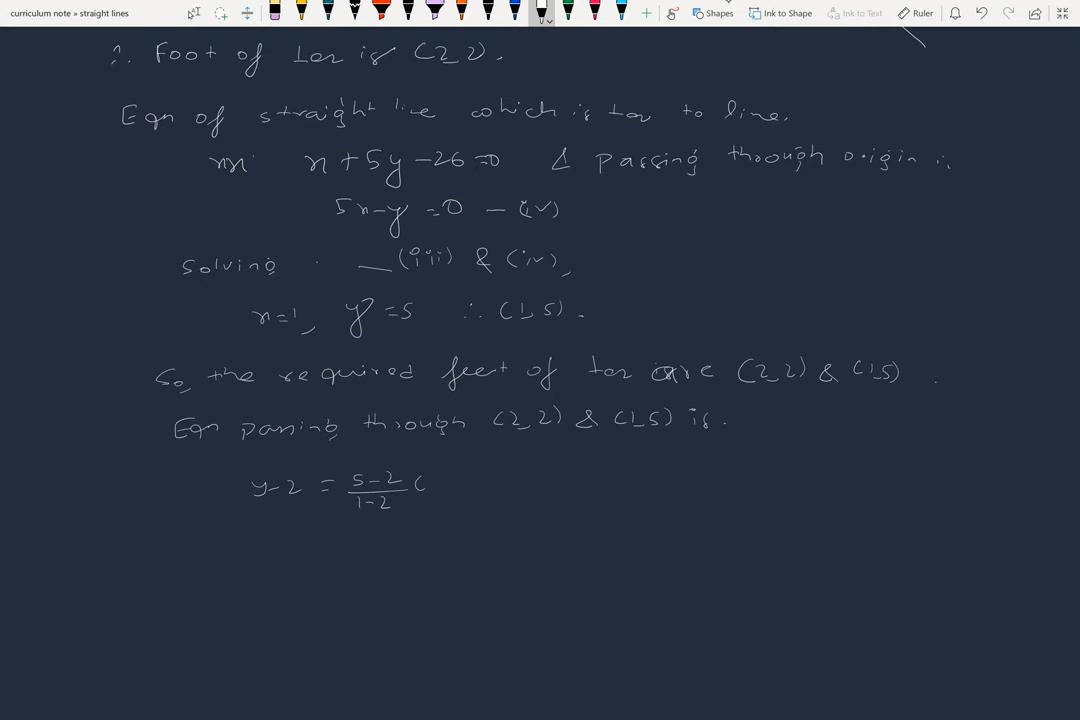 curriculum note » straight lines
Shapes Ink to Shape Ink to Text Ruler
∴ Foot of ⊥ar is (2, 2).
Eqn of straight line which is ⊥ar to line.
x + 5y - 26 = 0 & passing through origin is
5x - y = 0 — (iv)
Solving (iii) & (iv),
x = 1, y = 5 ∴ (1, 5).
So, the required feet of ⊥ar are (2, 2) & (1, 5).
Eqn passing through (2, 2) & (1, 5) is.
y - 2 = \frac{5 - 2}{1 - 2} (